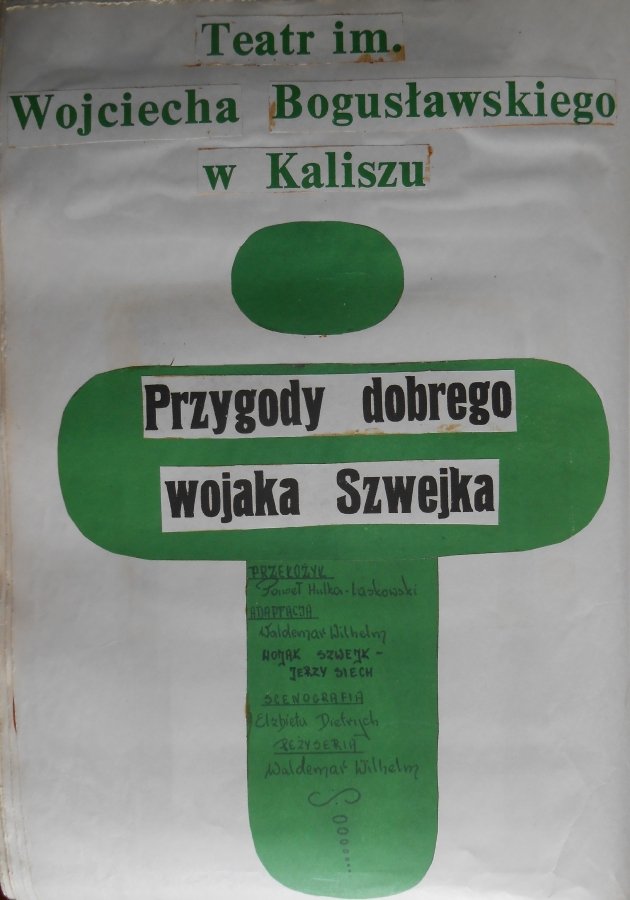 Teatr im.
Wojciecha Bogusławskiego
w Kaliszu
Przygody dobrego
wojaka Szwejka
PRZEŁOŻYŁ
Paweł Hulka-Laskowski
ADAPTACJA
Waldemar Wilhelm
WOJAK SZWEJK -
JERZY SIECH
SCENOGRAFIA
Elżbieta Dietrych
REŻYSERIA
Waldemar Wilhelm